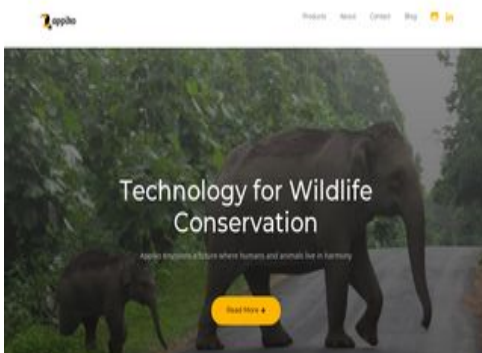 appiko
Products About Contact Blog
Technology for Wildlife
Conservation
Appiko envisions a future where humans and animals live in harmony
Read More